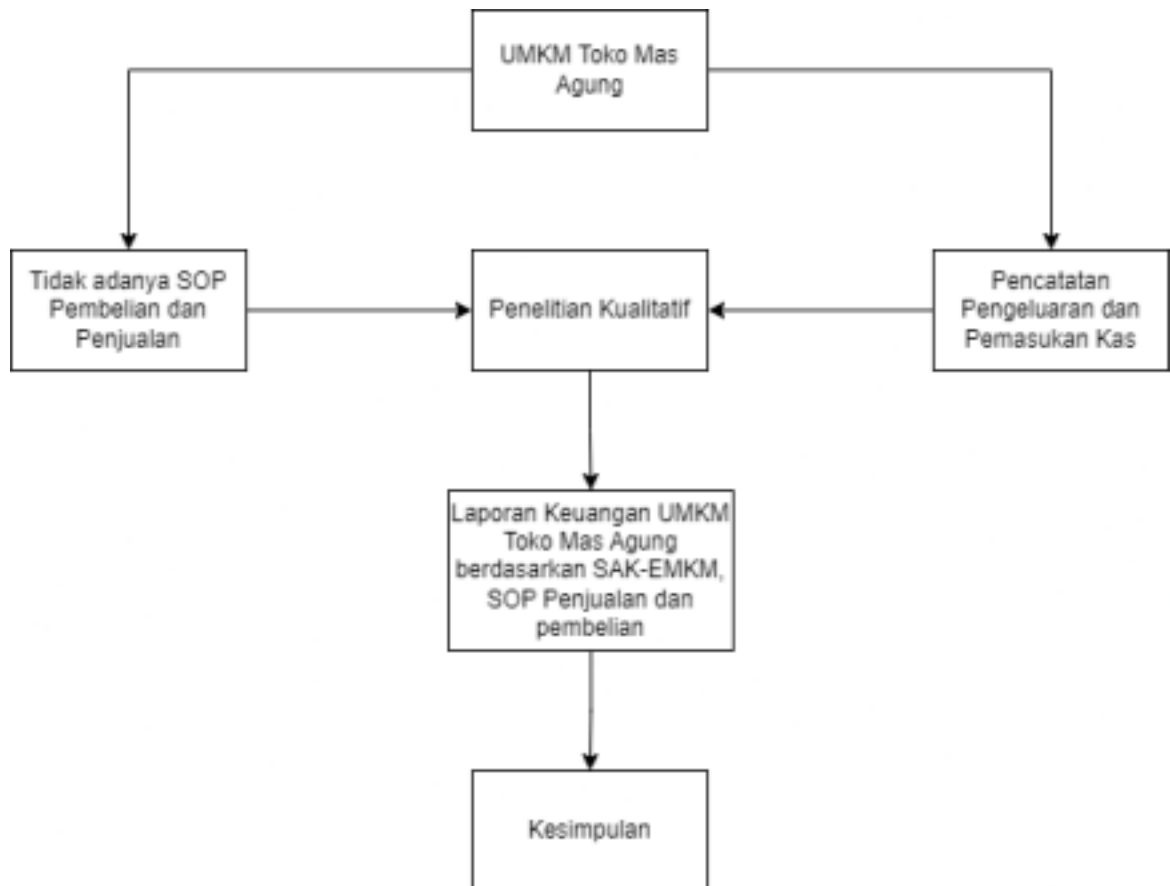 UMKM Toko Mas
Agung
Tidak adanya SOP
Pembelian dan
Penjualan
Penelitian Kualitatif
Pencatatan
Pengeluaran dan
Pemasukan Kas
Laporan Keuangan UMKM
Toko Mas Agung
berdasarkan SAK-EMKM,
SOP Penjualan dan
pembelian
Kesimpulan